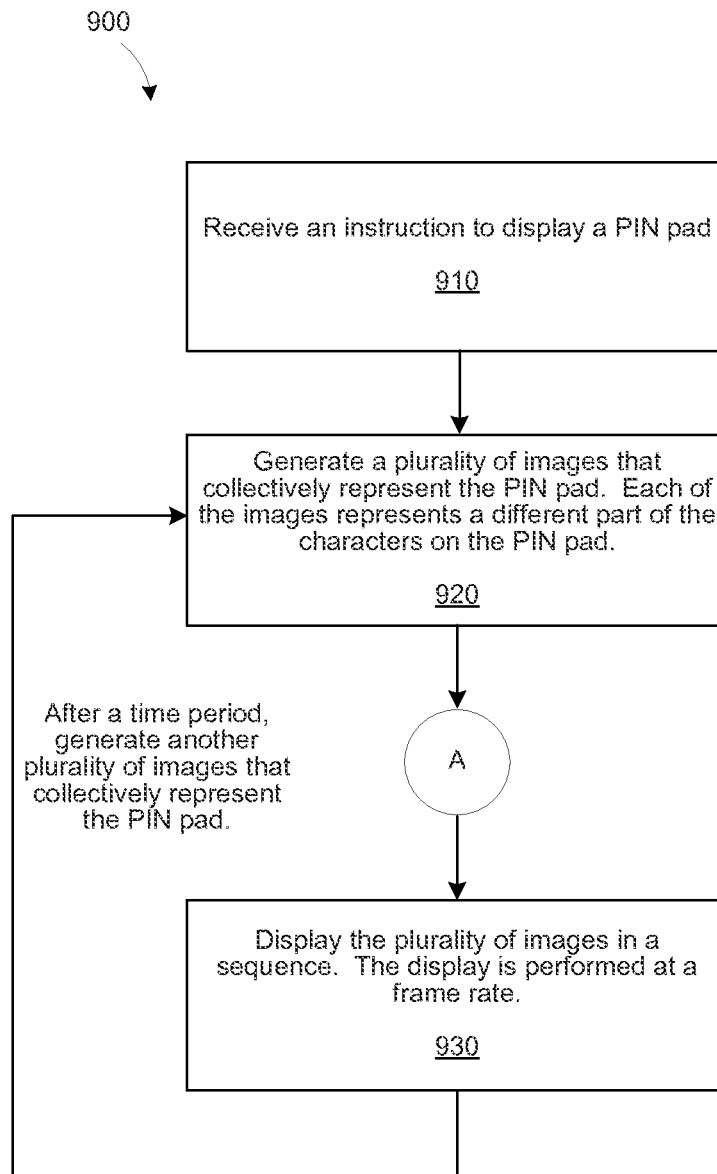 900
Receive an instruction to display a PIN pad
910
Generate a plurality of images that
collectively represent the PIN pad.  Each of
the images represents a different part of the
characters on the PIN pad.
920
After a time period,
generate another
plurality of images that
collectively represent
the PIN pad.
A
Display the plurality of images in a
sequence.  The display is performed at a
frame rate.
930